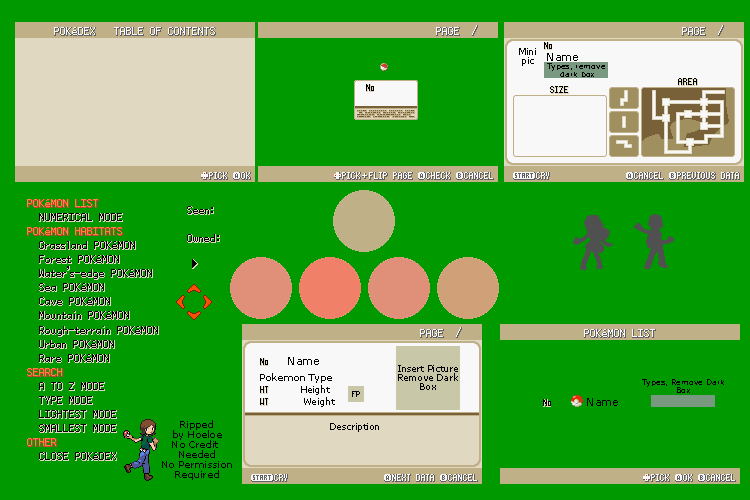 POKéDEX TABLE OF CONTENTS
PICK OK
PAGE /
No
PICK FLIP PAGE CHECK CANCEL
PAGE /
Mini
pic
No
Name
Types, remove
dark box
SIZE
AREA
START CRY
CANCEL PREVIOUS DATA
POKéMON LIST
NUMERICAL MODE
POKéMON HABITATS
Grassland POKéMON
Forest POKéMON
Water's-edge POKéMON
Sea POKéMON
Cave POKéMON
Mountain POKéMON
Rough-terrain POKéMON
Urban POKéMON
Rare POKéMON
SEARCH
A TO Z MODE
TYPE MODE
LIGHTEST MODE
SMALLEST MODE
OTHER
CLOSE POKéDEX
Seen:
Owned:
Ripped
by Hoeloe
No Credit
Needed
No Permission
Required
PAGE /
No Name
Pokemon Type
HT Height
WT Weight
FP
Insert Picture
Remove Dark
Box
Description
START CRY
NEXT DATA CANCEL
POKéMON LIST
No Name
Types, Remove Dark
Box
PICK OK CANCEL